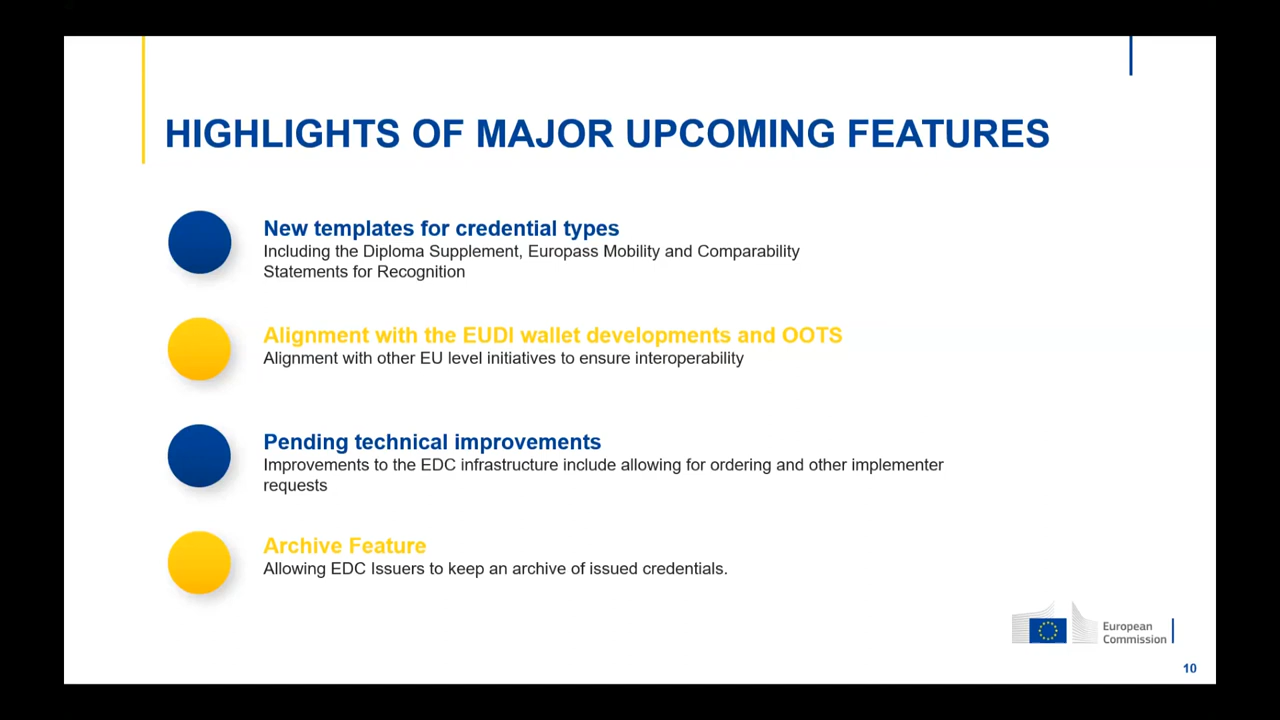 HIGHLIGHTS OF MAJOR UPCOMING FEATURES
New templates for credential types
Including the Diploma Supplement, Europass Mobility and Comparability
Statements for Recognition
Alignment with the EUDI wallet developments and OOTS
Alignment with other EU level initiatives to ensure interoperability
Pending technical improvements
Improvements to the EDC infrastructure include allowing for ordering and other implementer
requests
Archive Feature
Allowing EDC Issuers to keep an archive of issued credentials.
European
Commission
10